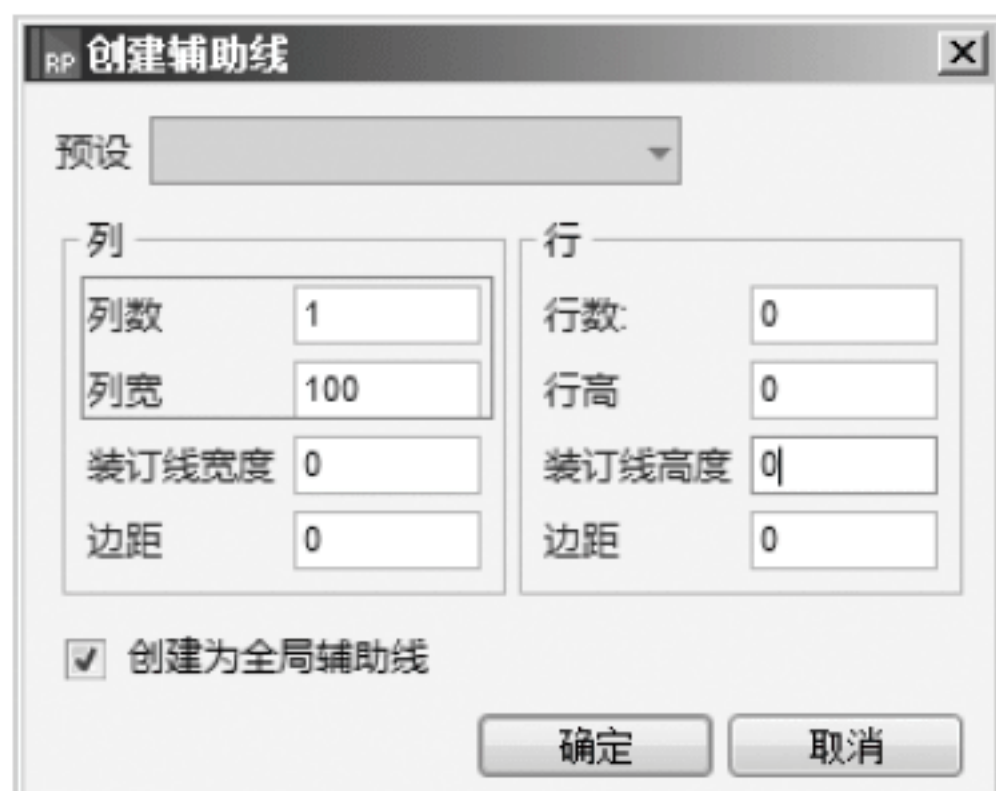 RP 创建辅助线
预设
列
列数 1
列宽 100
装订线宽度 0
边距 0
行
行数: 0
行高 0
装订线高度 0
边距 0
创建为全局辅助线
确定 取消